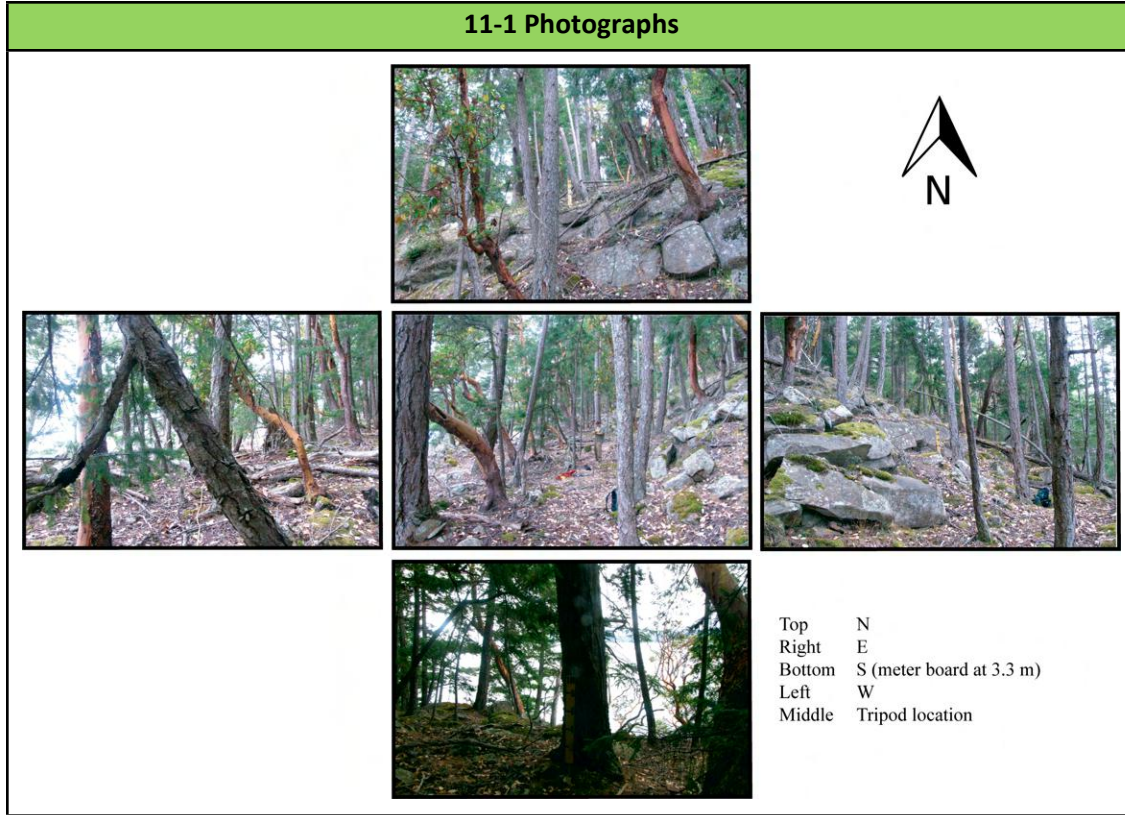 11-1 Photographs
N
Top N
Right E
Bottom S (meter board at 3.3 m)
Left W
Middle Tripod location